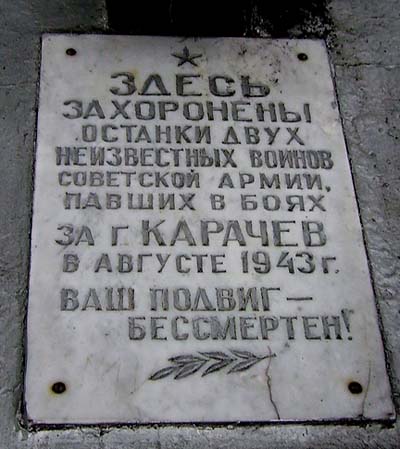 ЗДЕСЬ
ЗАХОРОНЕНЫ
ОСТАНКИ ДВУХ
НЕИЗВЕСТНЫХ ВОИНОВ
СОВЕТСКОЙ АРМИИ,
ПАВШИХ В БОЯХ
ЗА Г. КАРАЧЕВ
В АВГУСТЕ 1943 Г.
ВАШ ПОДВИГ —
БЕССМЕРТЕН!